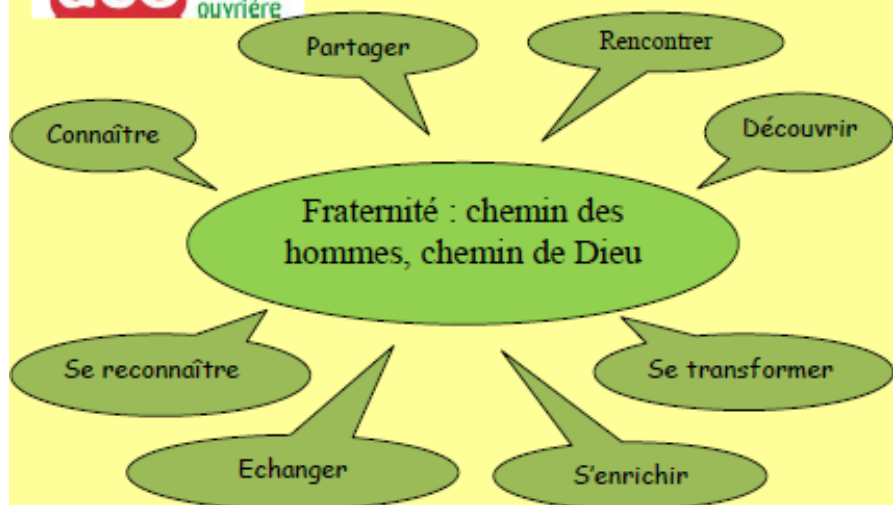 ouvrière
Partager
Rencontrer
Connaître
Découvrir
Fraternité : chemin des
hommes, chemin de Dieu
Se reconnaître
Se transformer
Echanger
S'enrichir